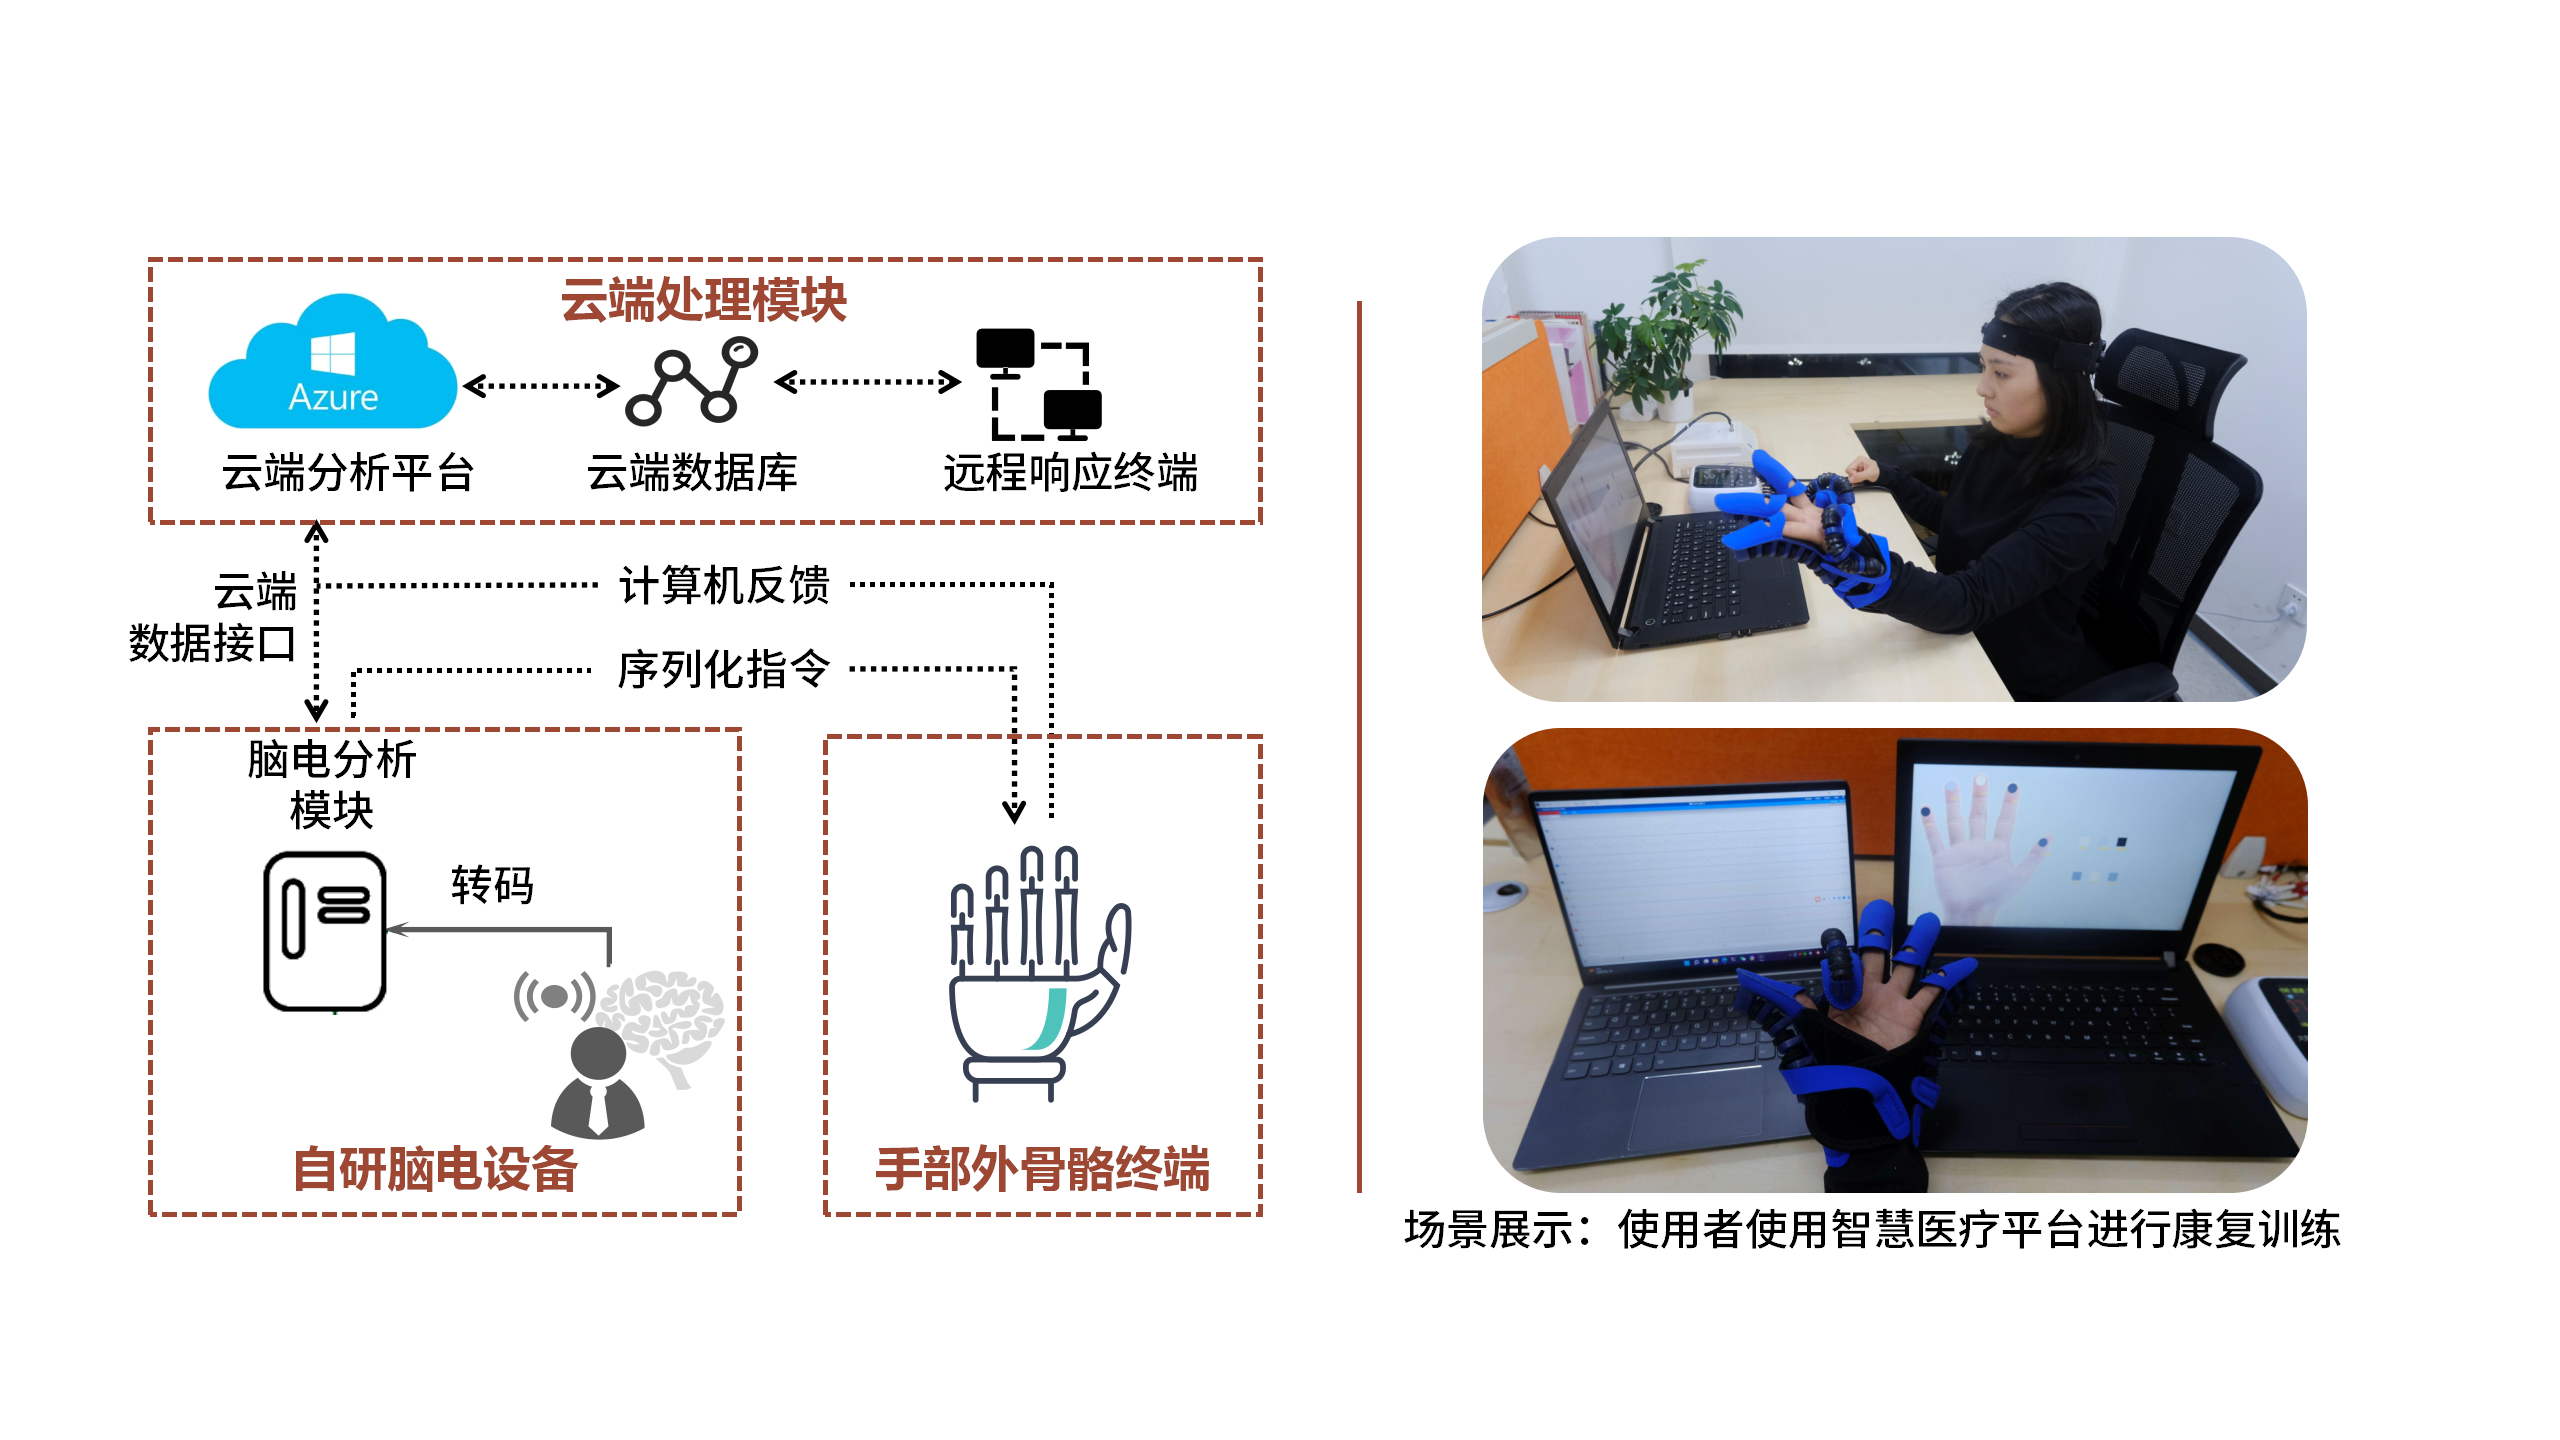 云端处理模块
Azure
云端分析平台
云端数据库
远程响应终端
云端
数据接口
计算机反馈
序列化指令
脑电分析
模块
转码
自研脑电设备
手部外骨骼终端
场景展示：使用者使用智慧医疗平台进行康复训练